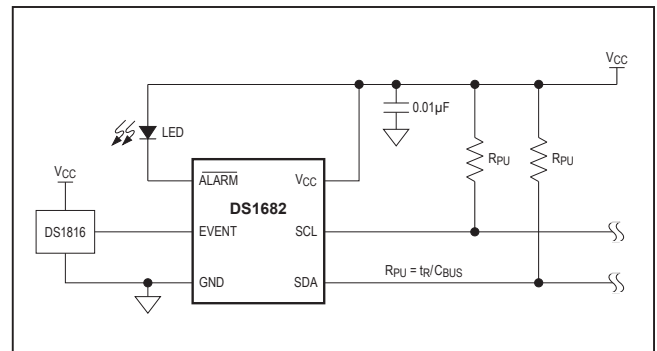 VCC
0.01µF
LED
RPU
RPU
VCC
ALARM
VCC
DS1682
DS1816
EVENT
SCL
RPU = tR/CBUS
GND
SDA